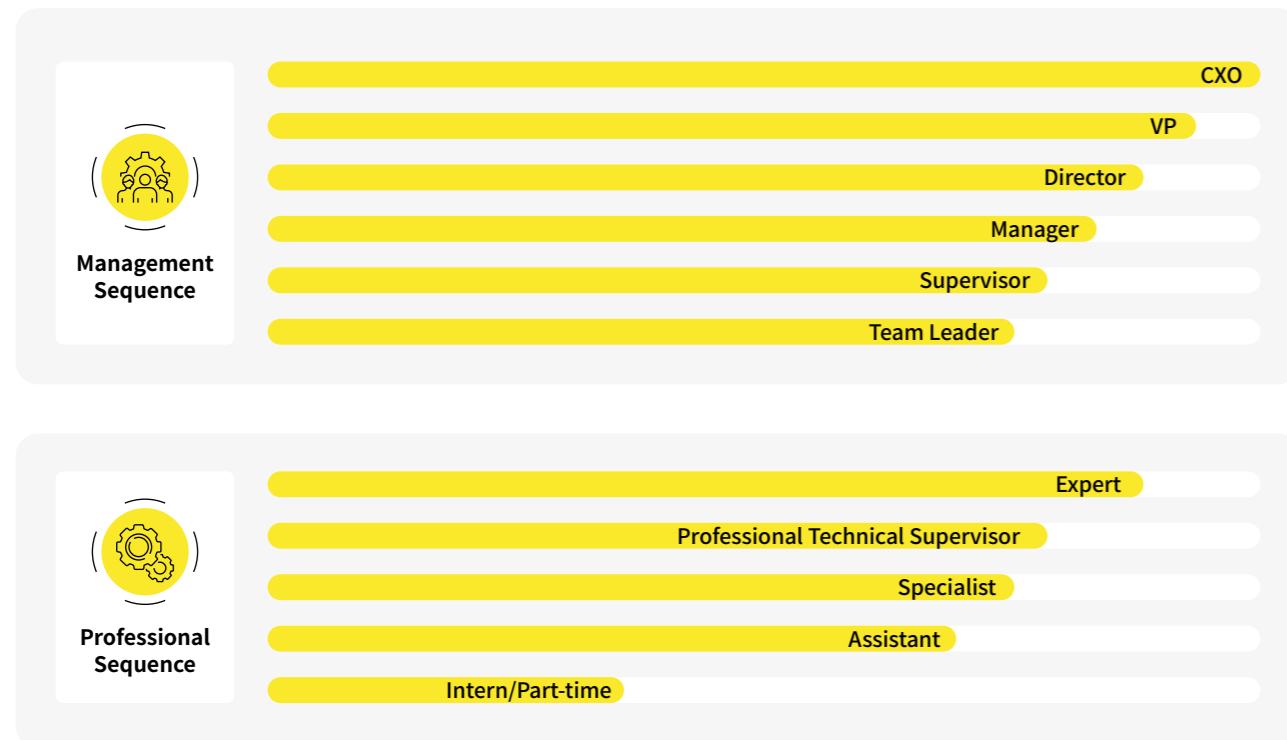 CXO
VP
Director
Manager
Supervisor
Team Leader
Management
Sequence
Expert
Professional Technical Supervisor
Specialist
Assistant
Intern/Part-time
Professional
Sequence